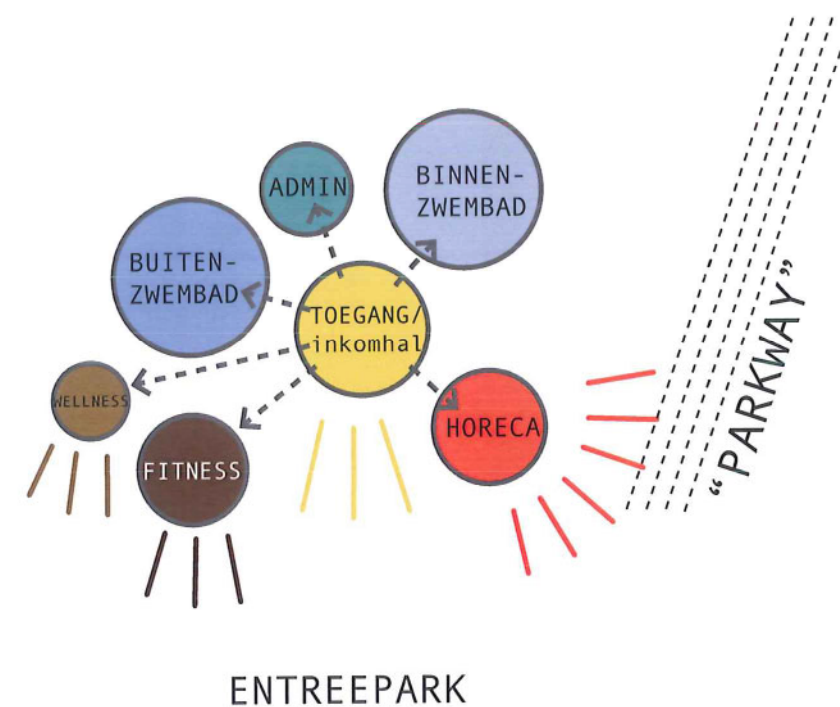 ADMIN
BINNEN-
ZWEMBAD
BUITEN-
ZWEMBAD
TOEGANG/
inkomhal
WELLNESS
HORECA
FITNESS
“PARKWAY”
ENTREEPARK